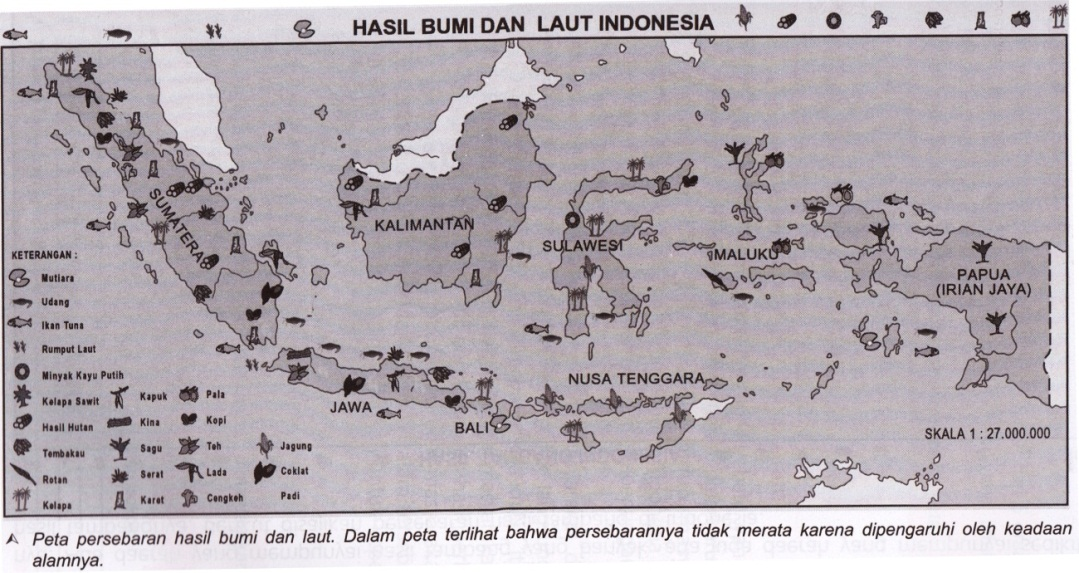 HASIL BUMI DAN LAUT INDONESIA
SUMATERA
KALIMANTAN
SULAWESI
MALUKU
PAPUA
(IRIAN JAYA)
JAWA
BALI
NUSA TENGGARA
SKALA 1 : 27.000.000
KETERANGAN :
Mutiara
Udang
Ikan Tuna
Rumput Laut
Minyak Kayu Putih
Kelapa Sawit
Hasil Hutan
Tembakau
Rotan
Kelapa
Kapuk
Kina
Sagu
Serat
Karet
Pala
Kopi
Teh
Lada
Cengkeh
Jagung
Coklat
Padi
Peta persebaran hasil bumi dan laut. Dalam peta terlihat bahwa persebarannya tidak merata karena dipengaruhi oleh keadaan
alamnya.